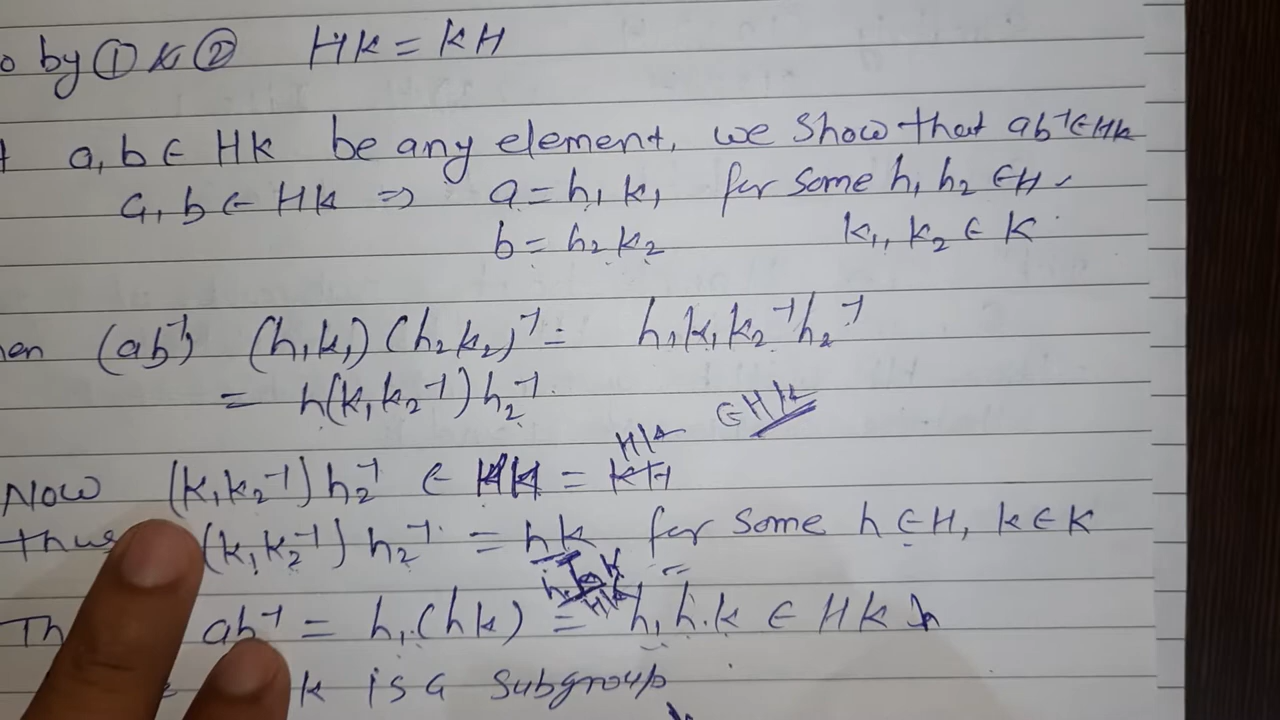 by ① & ② HK = KH
a, b ∈ HK be any element, we show that ab⁻¹ ∈ HK
a, b ∈ HK ⇒ a = h₁k₁ for some h₁ h₂ ∈ H
b = h₂k₂ k₁, k₂ ∈ K
(ab⁻¹) (h₁k₁)(h₂k₂)⁻¹ = h₁k₁k₂⁻¹h₂⁻¹
= h(k₁k₂⁻¹)h₂⁻¹
∈ HK
HK
Now (k₁k₂⁻¹)h₂⁻¹ ∈ = KH
thus (k₁k₂⁻¹)h₂⁻¹ = hk for some h ∈ H, k ∈ K
Th ab⁻¹ = h₁(hk) = h₁h.k ∈ HK
K is a subgroup